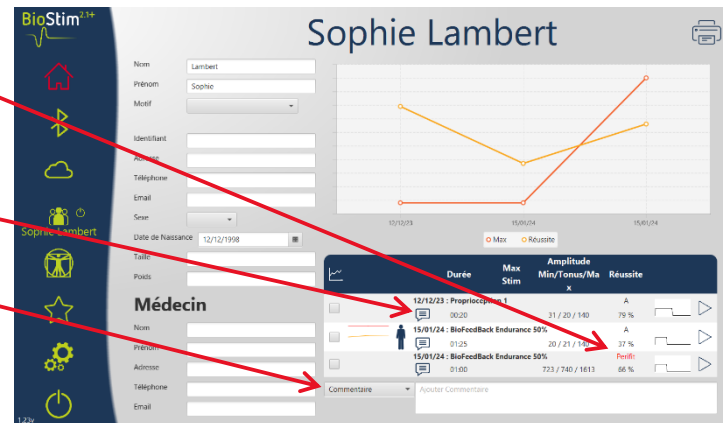 BioStim 2.1+
Sophie Lambert
Nom Lambert
Prénom Sophie
Motif
Identifiant
Adresse
Téléphone
Email
Sexe
Date de Naissance 12/12/1998
Taille
Poids
Médecin
Nom
Prénom
Adresse
Téléphone
Email
Sophie Lambert
1.23v
12/12/23 15/01/24 15/01/24
Max Réussite
Durée Max Stim Amplitude Min/Tonus/Max Réussite
12/12/23 : Proprioception 1 A
00:20 31 / 20 / 140 79 %
15/01/24 : BioFeedBack Endurance 50% A
01:25 20 / 21 / 140 37 %
15/01/24 : BioFeedBack Endurance 50% Perifit
01:00 723 / 740 / 1613 66 %
Commentaire Ajouter Commentaire